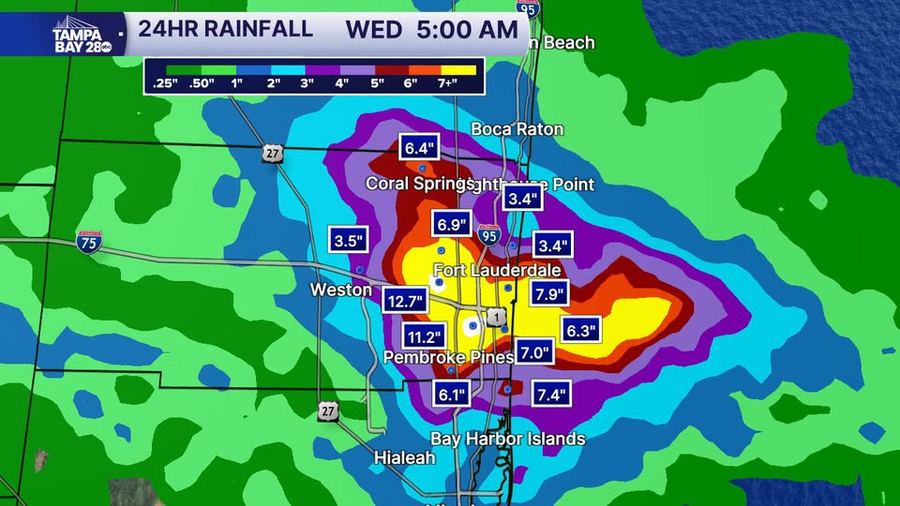 TAMPA
BAY 28 abc
24HR RAINFALL
WED 5:00 AM
95
.25" .50" 1" 2" 3" 4" 5" 6" 7+"
Beach
Boca Raton
27
6.4"
Coral Springs
Point
3.4"
6.9"
95
75
3.5"
3.4"
Fort Lauderdale
Weston
12.7"
7.9"
1
11.2"
6.3"
Pembroke Pines
7.0"
6.1"
7.4"
27
Bay Harbor Islands
Hialeah